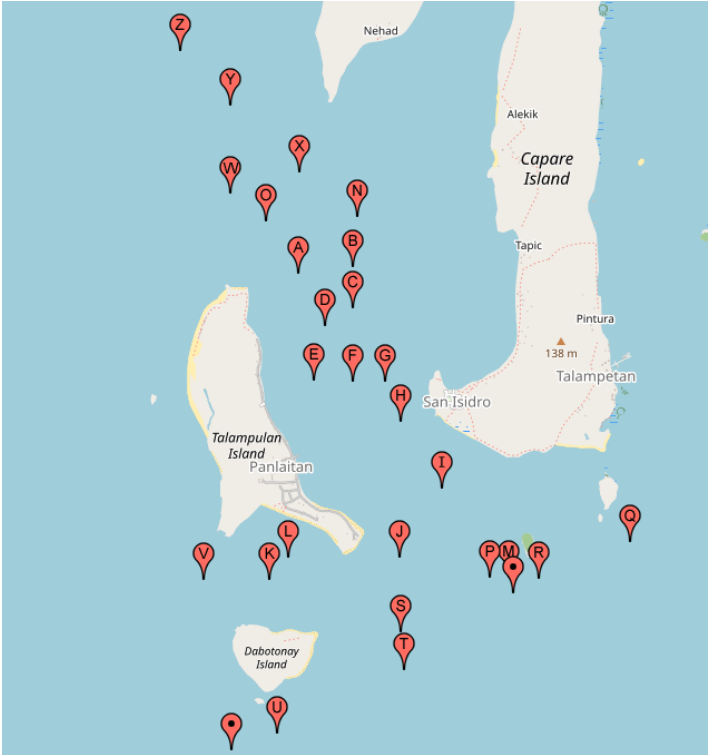 Z
Nehad
Y
Alekik
X
Capare
Island
W
O
N
B
A
Tapic
C
D
Pintura
138 m
E
F
G
Talampetan
H
San Isidro
Talampulan
Island
Panlaitan
I
Q
L
J
V
K
P
M
R
S
Dabotonay
Island
T
U